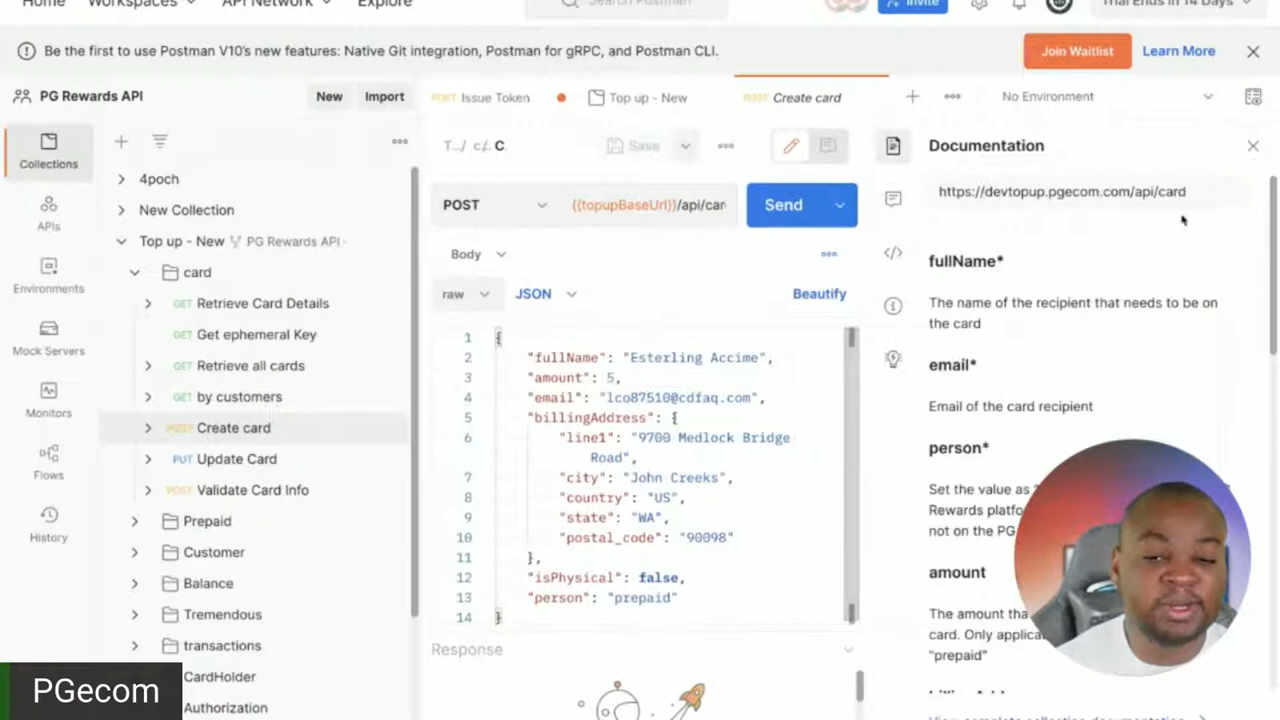 Home
Workspaces
API Network
Explore
Search Postman
Invite
Trial Ends in 14 Days
Be the first to use Postman V10's new features: Native Git integration, Postman for gRPC, and Postman CLI.
Join Waitlist
Learn More
PG Rewards API
New
Import
POST Issue Token
Top up - New
POST Create card
No Environment
Collections
APIs
Environments
Mock Servers
Monitors
Flows
History
4poch
New Collection
Top up - New PG Rewards API
card
GET Retrieve Card Details
GET Get ephemeral Key
GET Retrieve all cards
GET by customers
POST Create card
PUT Update Card
POST Validate Card Info
Prepaid
Customer
Balance
Tremendous
transactions
CardHolder
Authorization
T.../ c/. C.
Save
POST
{{topupBaseUrl}}/api/car
Send
Body
raw
JSON
Beautify
1 {
2 "fullName": "Esterling Accime",
3 "amount": 5,
4 "email": "lco87510@cdfaq.com",
5 "billingAddress": {
6 "line1": "9700 Medlock Bridge
Road",
7 "city": "John Creeks",
8 "country": "US",
9 "state": "WA",
10 "postal_code": "90098"
11 },
12 "isPhysical": false,
13 "person": "prepaid"
14 }
Response
Documentation
https://devtopup.pgecom.com/api/card
fullName*
The name of the recipient that needs to be on
the card
email*
Email of the card recipient
person*
Set the value as
Rewards platfo
not on the PG
amount
The amount tha
card. Only applica
"prepaid"
View complete collection documentation
PGecom